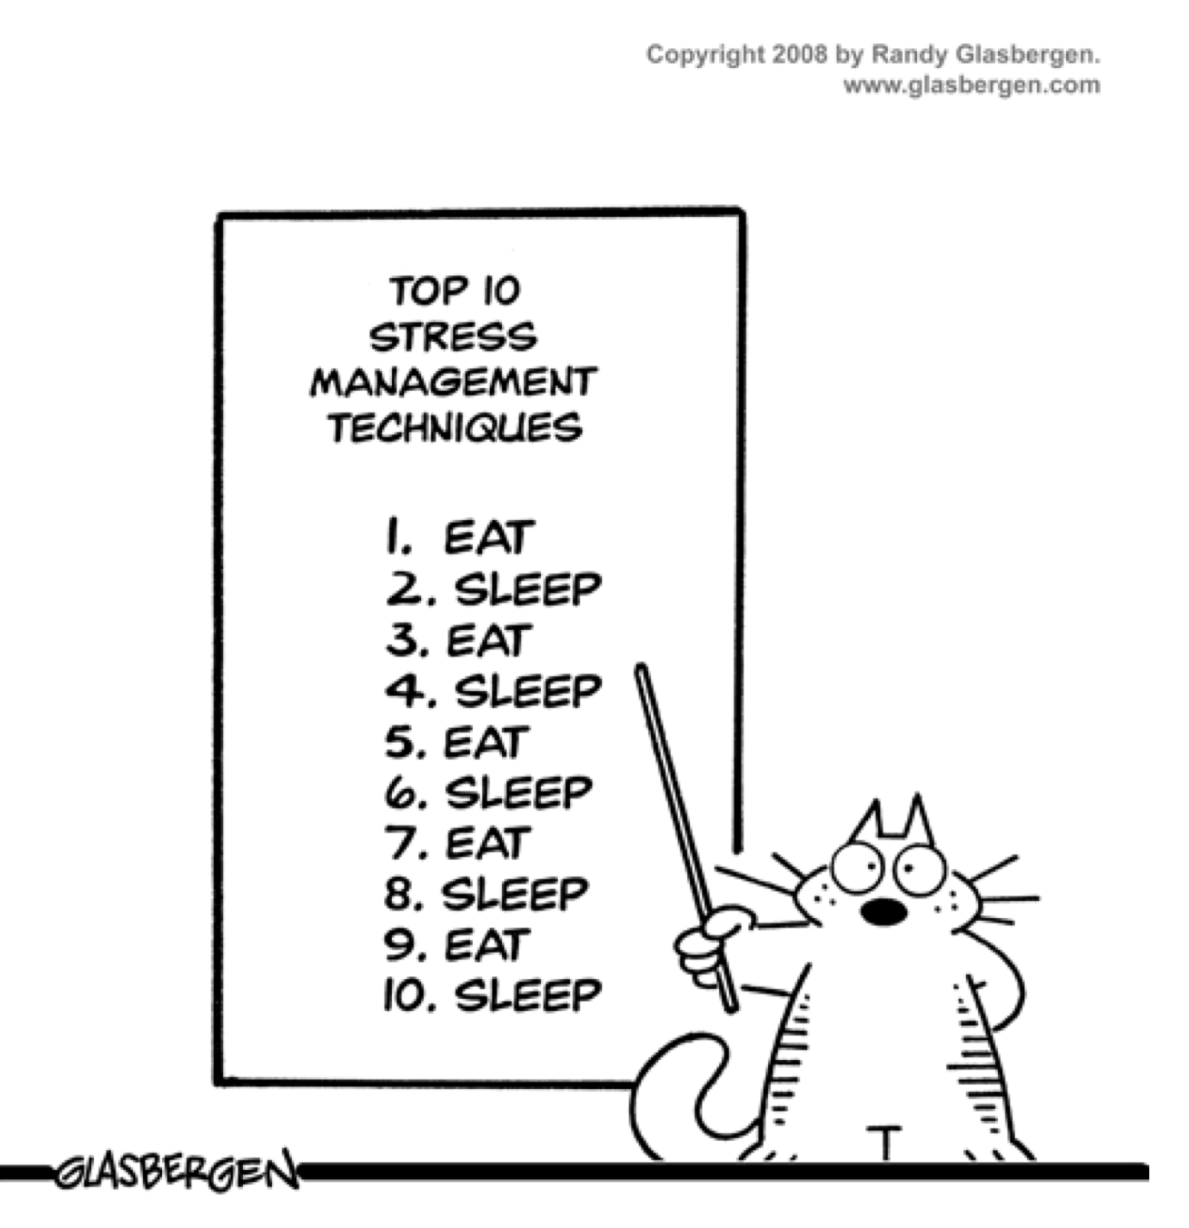 Copyright 2008 by Randy Glasbergen.
www.glasbergen.com
TOP 10
STRESS
MANAGEMENT
TECHNIQUES
1. EAT
2. SLEEP
3. EAT
4. SLEEP
5. EAT
6. SLEEP
7. EAT
8. SLEEP
9. EAT
10. SLEEP
GLASBERGEN